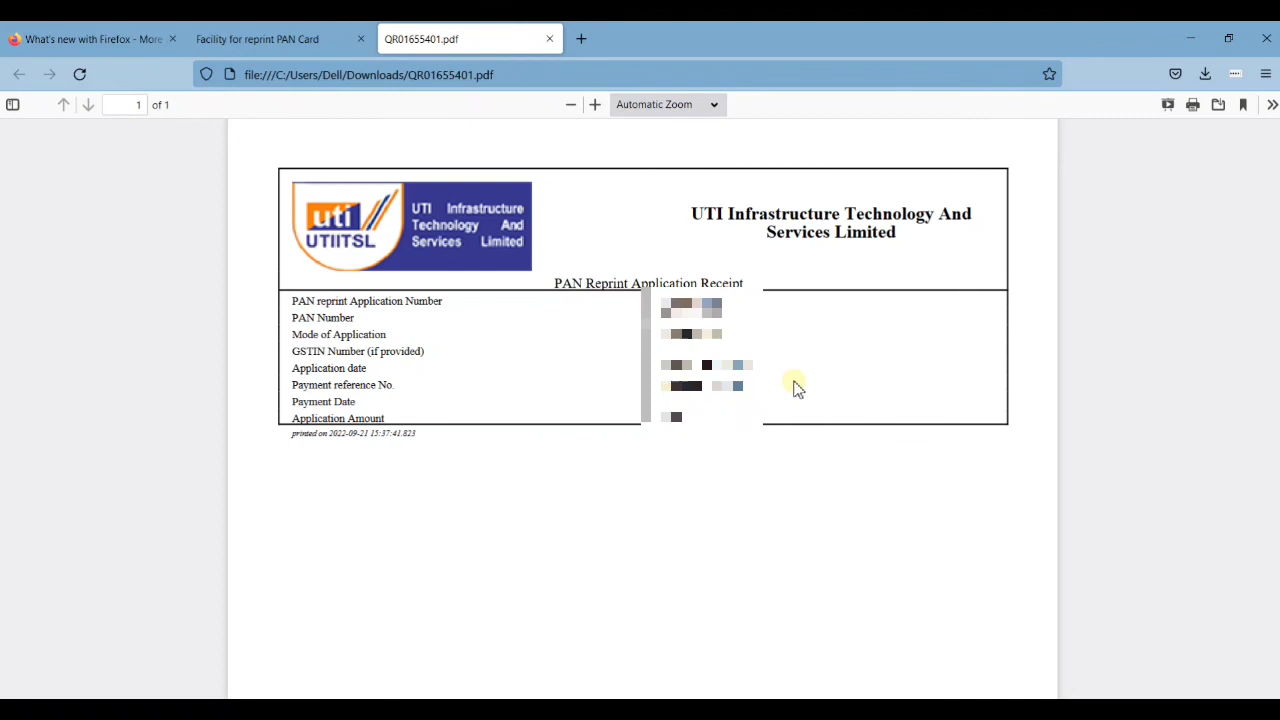 What's new with Firefox - More
Facility for reprint PAN Card
QR01655401.pdf
file:///C:/Users/Dell/Downloads/QR01655401.pdf
1 of 1
Automatic Zoom
uti
UTIITSL
UTI Infrastructure
Technology And
Services Limited
UTI Infrastructure Technology And
Services Limited
PAN Reprint Application Receipt
PAN reprint Application Number
PAN Number
Mode of Application
GSTIN Number (if provided)
Application date
Payment reference No.
Payment Date
Application Amount
printed on 2022-09-21 15:37:41.823